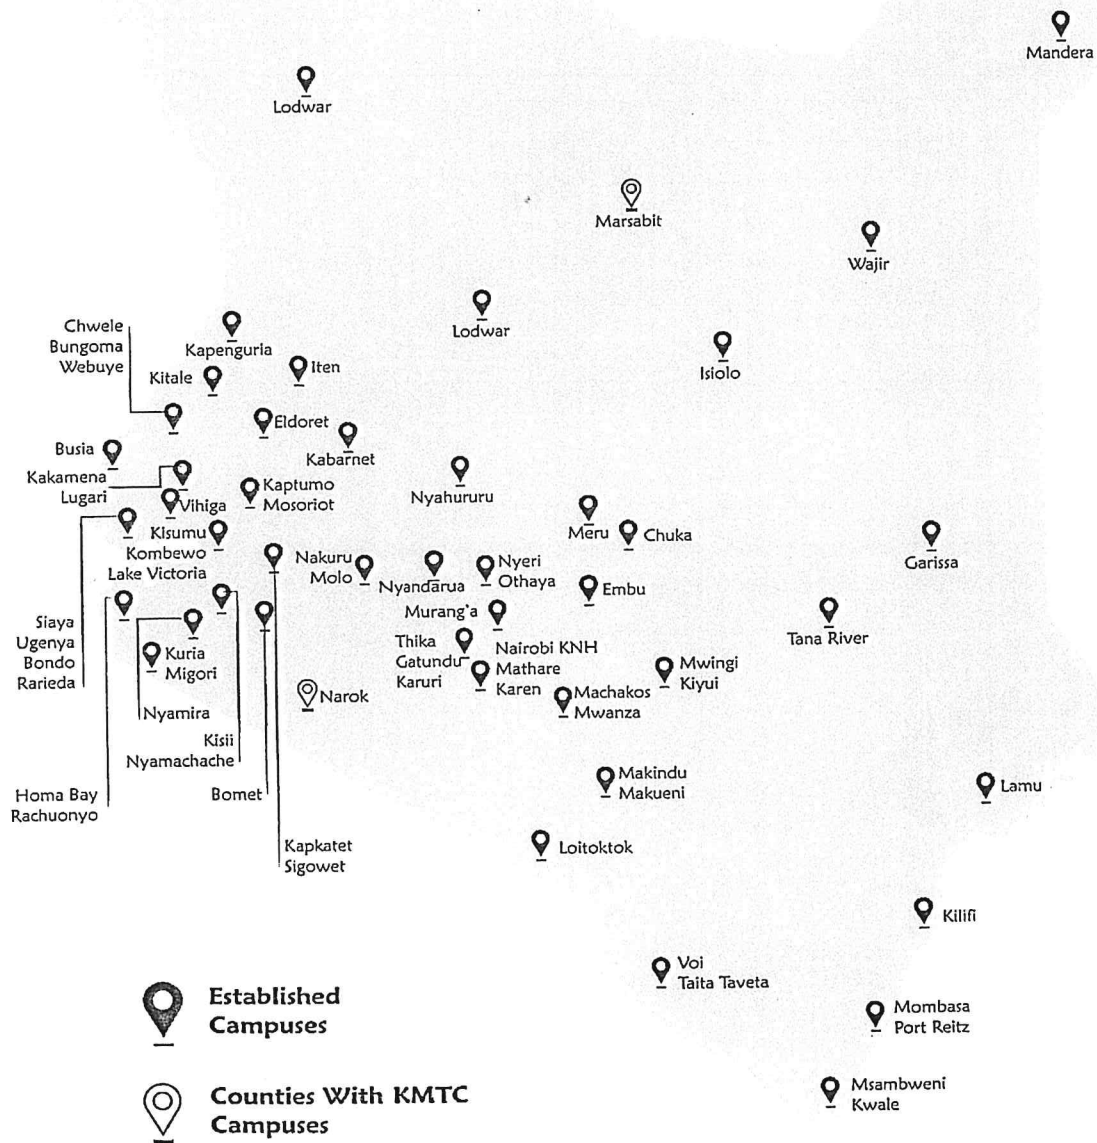 Mandera
Lodwar
Marsabit
Wajir
Lodwar
Chwele
Bungoma
Webuye
Kapenguria
Isiolo
Iten
Kitale
Eldoret
Busia
Kabarnet
Kakamena
Lugari
Kaptumo
Mosoriot
Nyahururu
Vihiga
Kisumu
Kombewo
Lake Victoria
Meru
Chuka
Garissa
Nakuru
Molo
Nyandarua
Nyeri
Othaya
Embu
Siaya
Ugenya
Bondo
Rarieda
Murang'a
Tana River
Thika
Gatundu
Karuri
Nairobi KNH
Mathare
Karen
Kuria
Migori
Mwingi
Kiyui
Narok
Machakos
Mwanza
Nyamira
Kisii
Nyamachache
Homa Bay
Rachuonyo
Bomet
Makindu
Makueni
Lamu
Kapkatet
Sigowet
Loitoktok
Kilifi
Voi
Taita Taveta
Established
Campuses
Mombasa
Port Reitz
Counties With KMTC
Campuses
Msambweni
Kwale